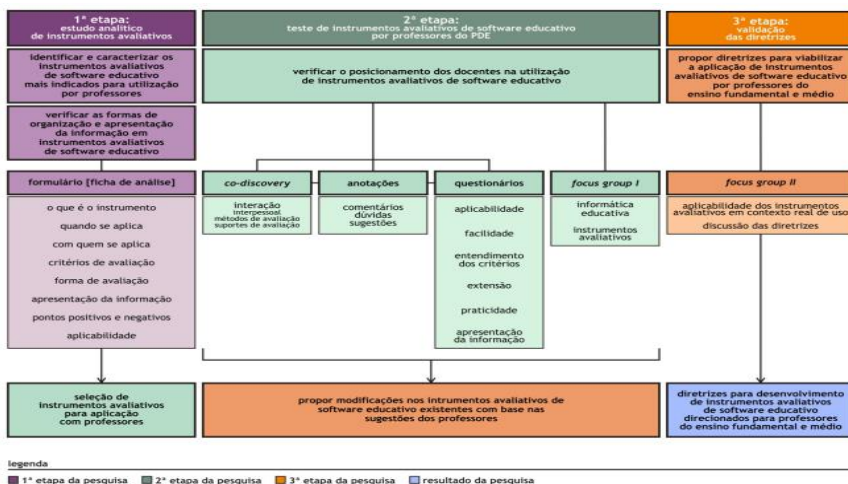 1ª etapa:
estudo analítico
de instrumentos avaliativos
2ª etapa:
teste de instrumentos avaliativos de software educativo
por professores do PDE
3ª etapa:
validação
das diretrizes
identificar e caracterizar os
instrumentos avaliativos
de software educativo
mais indicados para utilização
por professores
verificar o posicionamento dos docentes na utilização
de instrumentos avaliativos de software educativo
propor diretrizes para viabilizar
a aplicação de instrumentos
avaliativos de software educativo
por professores do
ensino fundamental e médio
verificar as formas de
organização e apresentação
da informação em
instrumentos avaliativos
de software educativo
formulário [ficha de análise]
co-discovery
anotações
questionários
focus group I
focus group II
o que é o instrumento
quando se aplica
com quem se aplica
critérios de avaliação
forma de avaliação
apresentação da informação
pontos positivos e negativos
aplicabilidade
interação
interpessoal
métodos de avaliação
suportes de avaliação
comentários
dúvidas
sugestões
aplicabilidade
facilidade
entendimento
dos critérios
extensão
praticidade
apresentação
da informação
informática
educativa
instrumentos
avaliativos
aplicabilidade dos instrumentos
avaliativos em contexto real de uso
discussão das diretrizes
seleção de
instrumentos avaliativos
para aplicação
com professores
propor modificações nos intrumentos avaliativos de
software educativo existentes com base nas
sugestões dos professores
diretrizes para desenvolvimento
de instrumentos avaliativos
de software educativo
direcionados para professores
do ensino fundamental e médio
legenda
1ª etapa da pesquisa
2ª etapa da pesquisa
3ª etapa da pesquisa
resultado da pesquisa